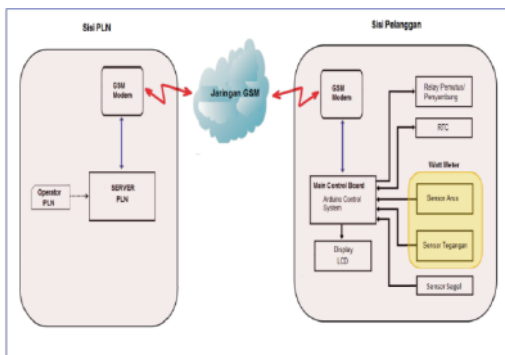 Sisi PLN
GSM
Modem
Operator
PLN
SERVER
PLN
Jaringan GSM
Sisi Pelanggan
GSM
Modem
Relay Pemutus/
Penyambung
RTC
Watt Meter
Main Control Board
Arduino Control
System
Sensor Arus
Sensor Tegangan
Display
LCD
Sensor Segel